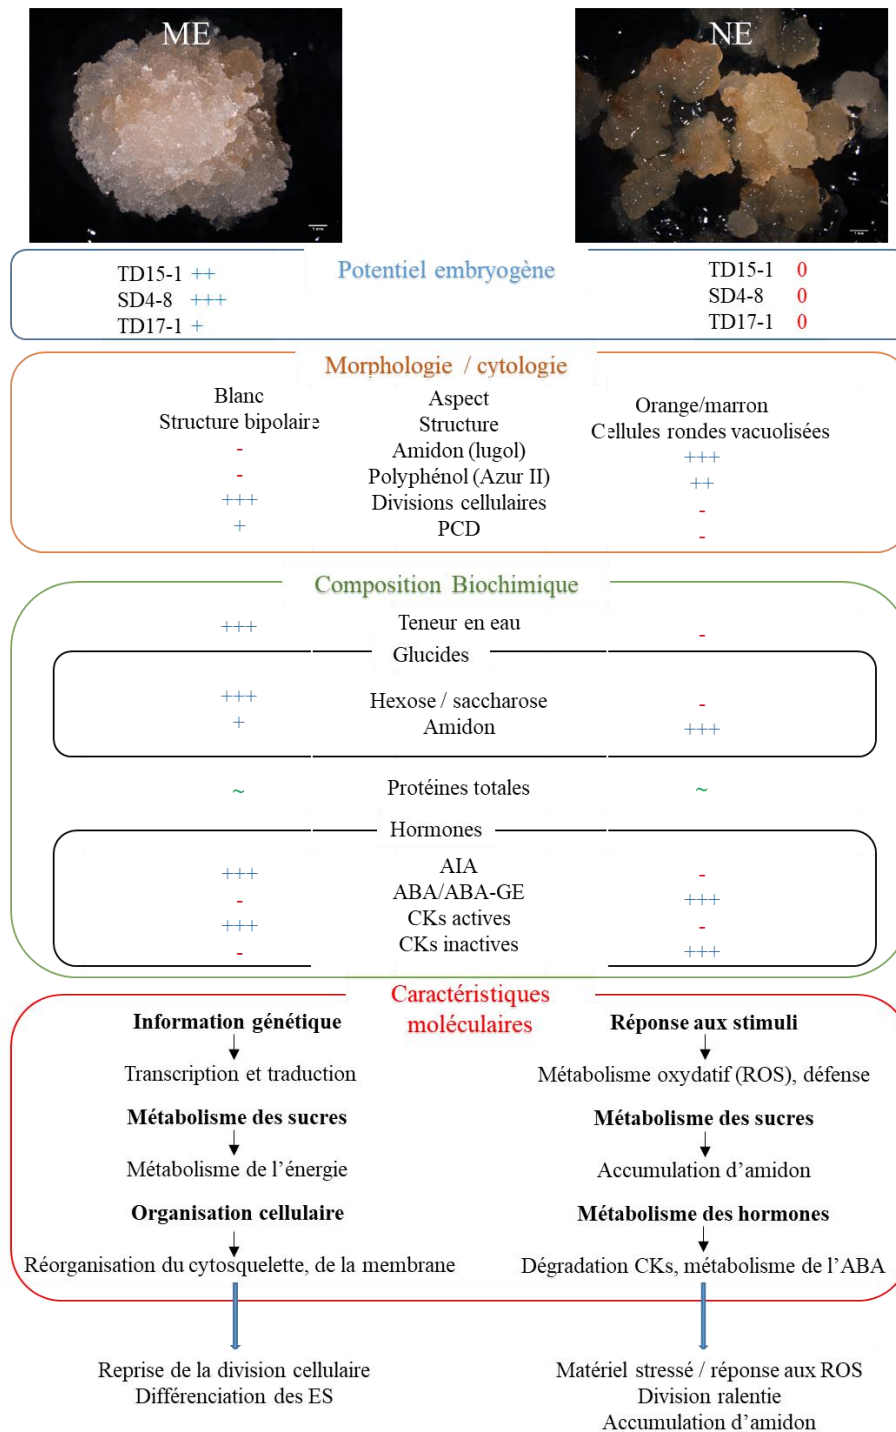 ME
NE
1 mm
1 mm
Potentiel embryogène
TD15-1 ++
SD4-8 +++
TD17-1 +
TD15-1 0
SD4-8 0
TD17-1 0
Morphologie / cytologie
Blanc Aspect Orange/marron
Structure bipolaire Structure Cellules rondes vacuolisées
- Amidon (lugol) +++
- Polyphénol (Azur II) ++
+++ Divisions cellulaires -
+ PCD -
Composition Biochimique
+++ Teneur en eau -
Glucides
+++ Hexose / saccharose -
+ Amidon +++
~ Protéines totales ~
Hormones
+++ AIA -
- ABA/ABA-GE +++
+++ CKs actives -
- CKs inactives +++
Caractéristiques
moléculaires
Information génétique
Transcription et traduction
Métabolisme des sucres
Métabolisme de l’énergie
Organisation cellulaire
Réorganisation du cytosquelette, de la membrane
Reprise de la division cellulaire
Différenciation des ES
Réponse aux stimuli
Métabolisme oxydatif (ROS), défense
Métabolisme des sucres
Accumulation d’amidon
Métabolisme des hormones
Dégradation CKs, métabolisme de l’ABA
Matériel stressé / réponse aux ROS
Division ralentie
Accumulation d’amidon